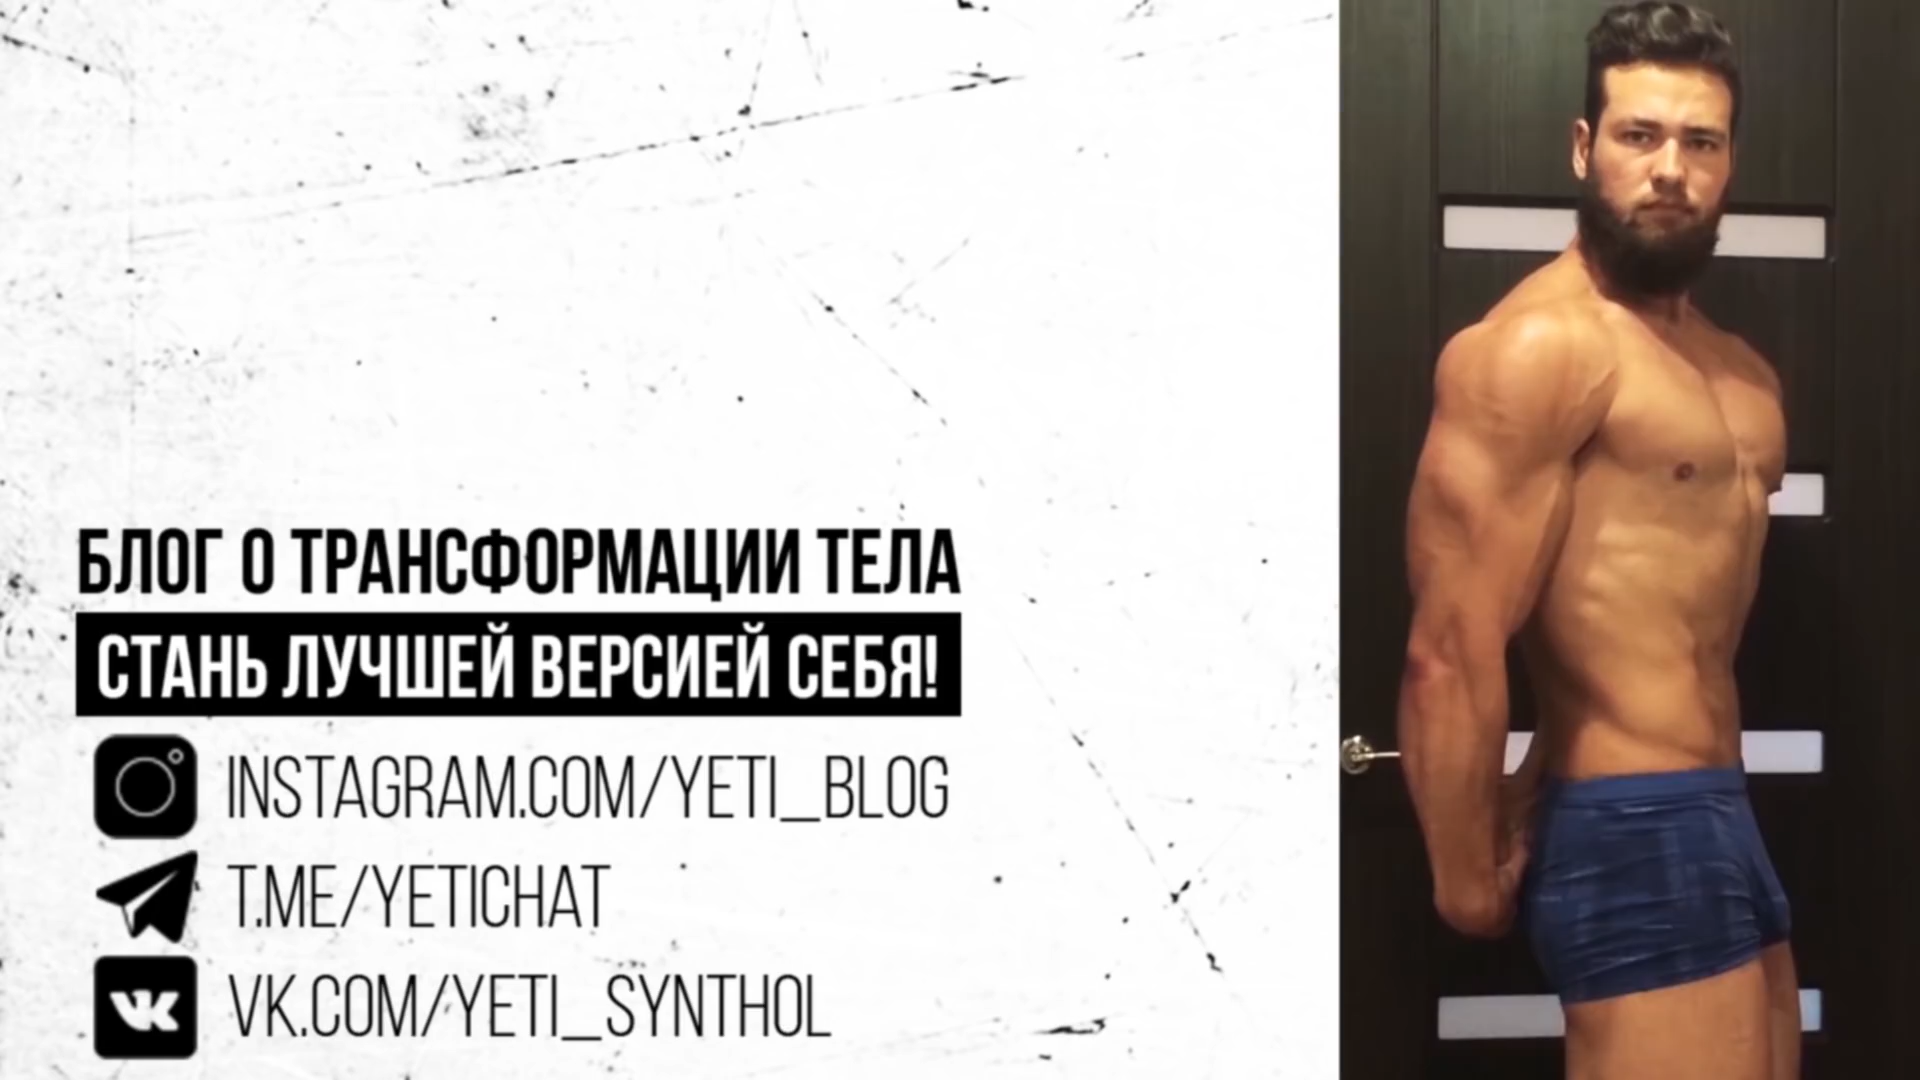 БЛОГ О ТРАНСФОРМАЦИИ ТЕЛА
СТАНЬ ЛУЧШЕЙ ВЕРСИЕЙ СЕБЯ!
INSTAGRAM.COM/YETI_BLOG
T.ME/YETICHAT
VK.COM/YETI_SYNTHOL